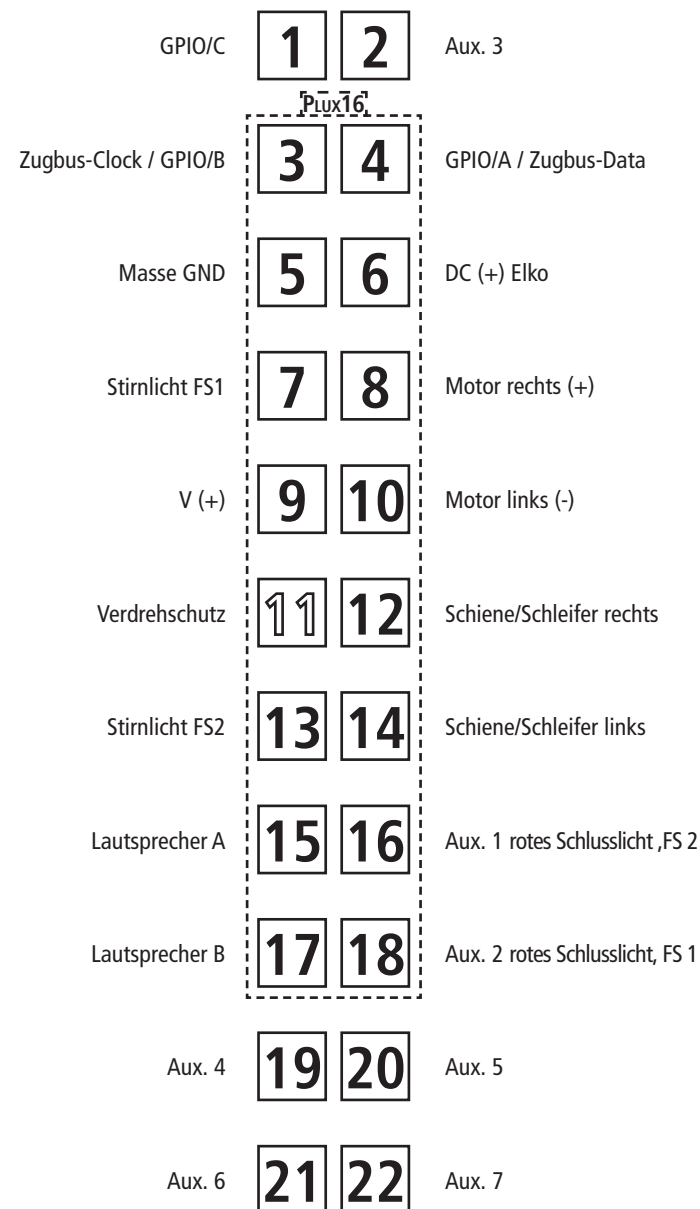 GPIO/C 1 2 Aux. 3
PLUX16
Zugbus-Clock / GPIO/B 3 4 GPIO/A / Zugbus-Data
Masse GND 5 6 DC (+) Elko
Stirnlicht FS1 7 8 Motor rechts (+)
V (+) 9 10 Motor links (-)
Verdrehschutz 11 12 Schiene/Schleifer rechts
Stirnlicht FS2 13 14 Schiene/Schleifer links
Lautsprecher A 15 16 Aux. 1 rotes Schlusslicht ,FS 2
Lautsprecher B 17 18 Aux. 2 rotes Schlusslicht, FS 1
Aux. 4 19 20 Aux. 5
Aux. 6 21 22 Aux. 7